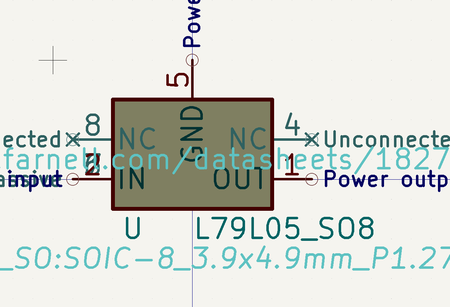 Powe
5
8 NC GND NC 4
ected Unconnecte
farnell.com/datasheets/1827
input IN OUT 1 Power outp
U L79L05_SO8
_SO:SOIC-8_3.9x4.9mm_P1.27